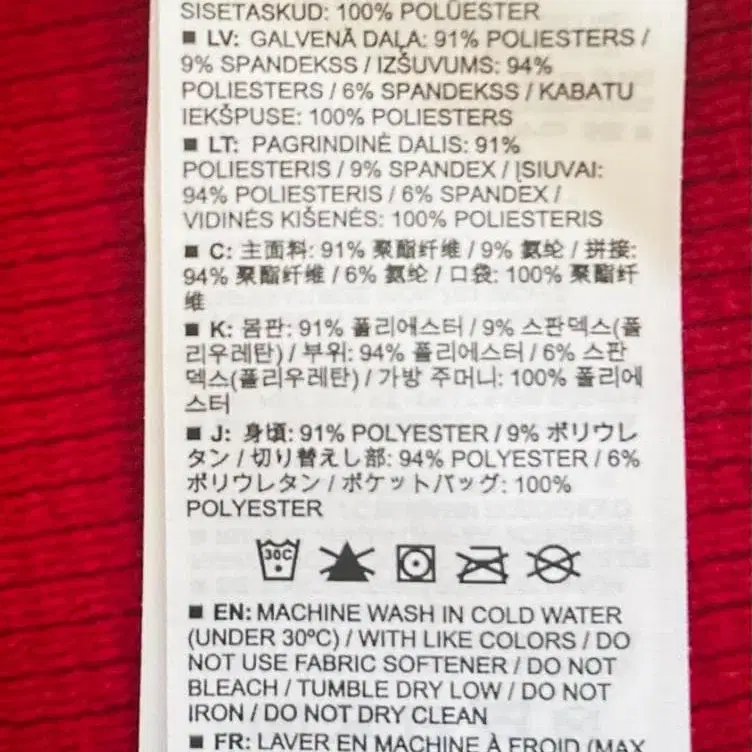 SISETASKUD: 100% POLÜESTER
■ LV: GALVENĀ DAĻA: 91% POLIESTERS /
9% SPANDEKSS / IZŠUVUMS: 94%
POLIESTERS / 6% SPANDEKSS / KABATU
IEKŠPUSE: 100% POLIESTERS
■ LT: PAGRINDINĖ DALIS: 91%
POLIESTERIS / 9% SPANDEX / ĮSIUVAI:
94% POLIESTERIS / 6% SPANDEX /
VIDINĖS KIŠENĖS: 100% POLIESTERIS
■ C: 主面料: 91% 聚酯纤维 / 9% 氨纶 / 拼接:
94% 聚酯纤维 / 6% 氨纶 / 口袋: 100% 聚酯纤
维
■ K: 몸판: 91% 폴리에스터 / 9% 스판덱스(폴
리우레탄) / 부위: 94% 폴리에스터 / 6% 스판
덱스(폴리우레탄) / 가방 주머니: 100% 폴리에
스터
■ J: 身頃: 91% POLYESTER / 9% ポリウレ
タン / 切り替えし部: 94% POLYESTER / 6%
ポリウレタン / ポケットバッグ: 100%
POLYESTER
30C
■ EN: MACHINE WASH IN COLD WATER
(UNDER 30ºC) / WITH LIKE COLORS / DO
NOT USE FABRIC SOFTENER / DO NOT
BLEACH / TUMBLE DRY LOW / DO NOT
IRON / DO NOT DRY CLEAN
■ FR: LAVER EN MACHINE À FROID (MAX